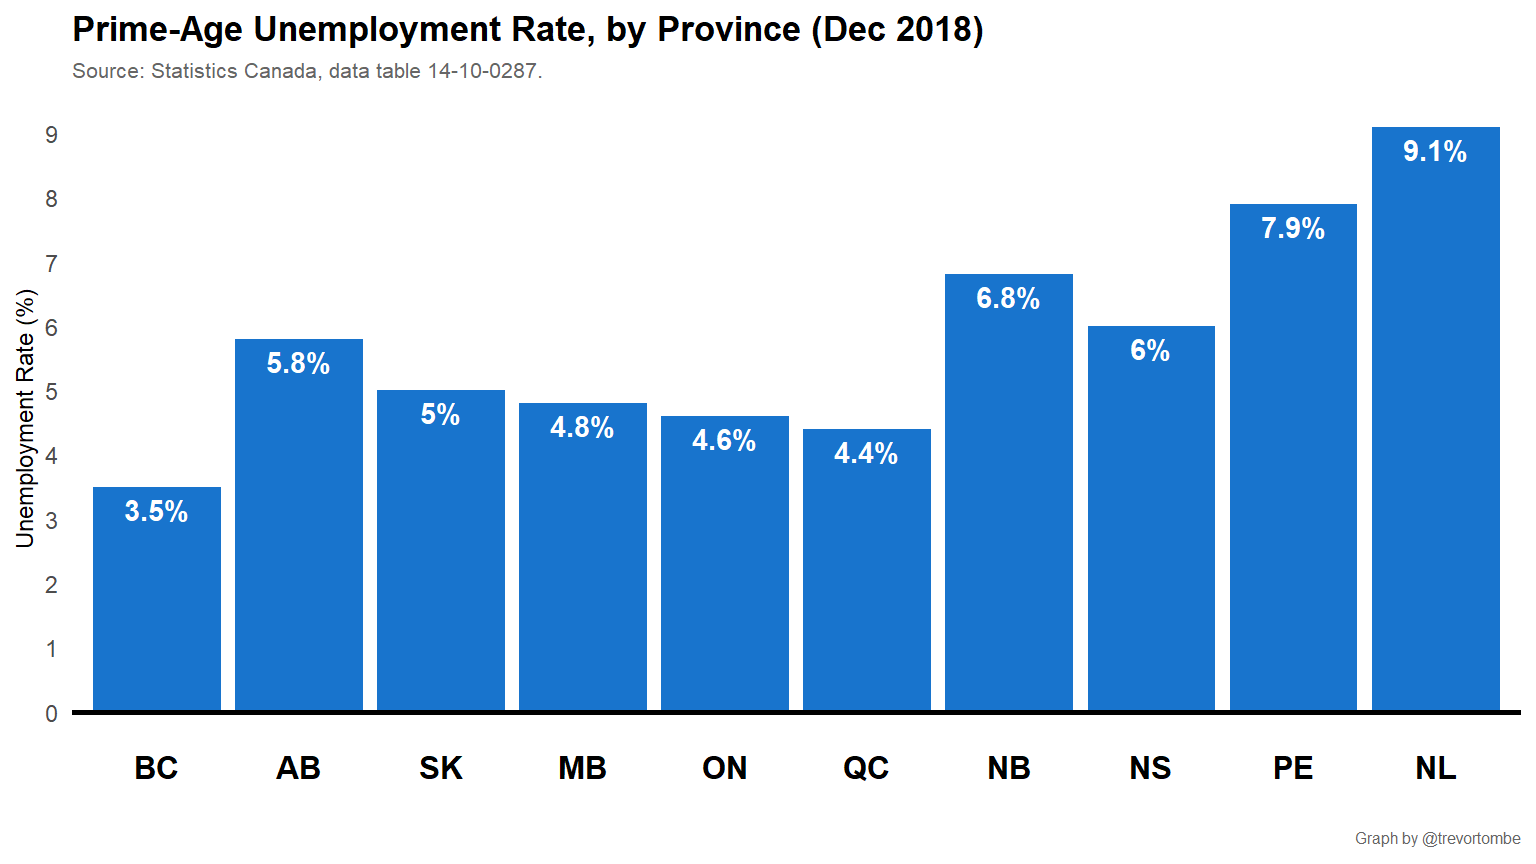 Prime-Age Unemployment Rate, by Province (Dec 2018)
Source: Statistics Canada, data table 14-10-0287.
Unemployment Rate (%)
9
8
7
6
5
4
3
2
1
0
3.5%
5.8%
5%
4.8%
4.6%
4.4%
6.8%
6%
7.9%
9.1%
BC
AB
SK
MB
ON
QC
NB
NS
PE
NL
Graph by @trevortombe